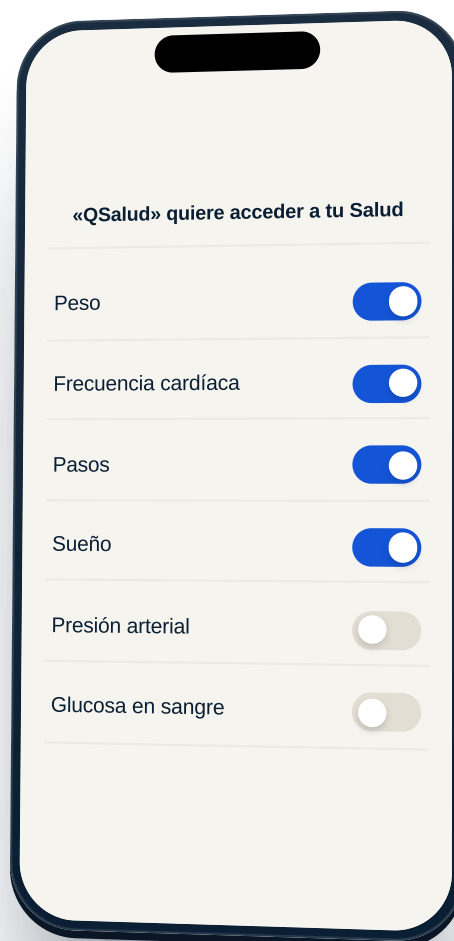 «QSalud» quiere acceder a tu Salud
Peso
Frecuencia cardíaca
Pasos
Sueño
Presión arterial
Glucosa en sangre